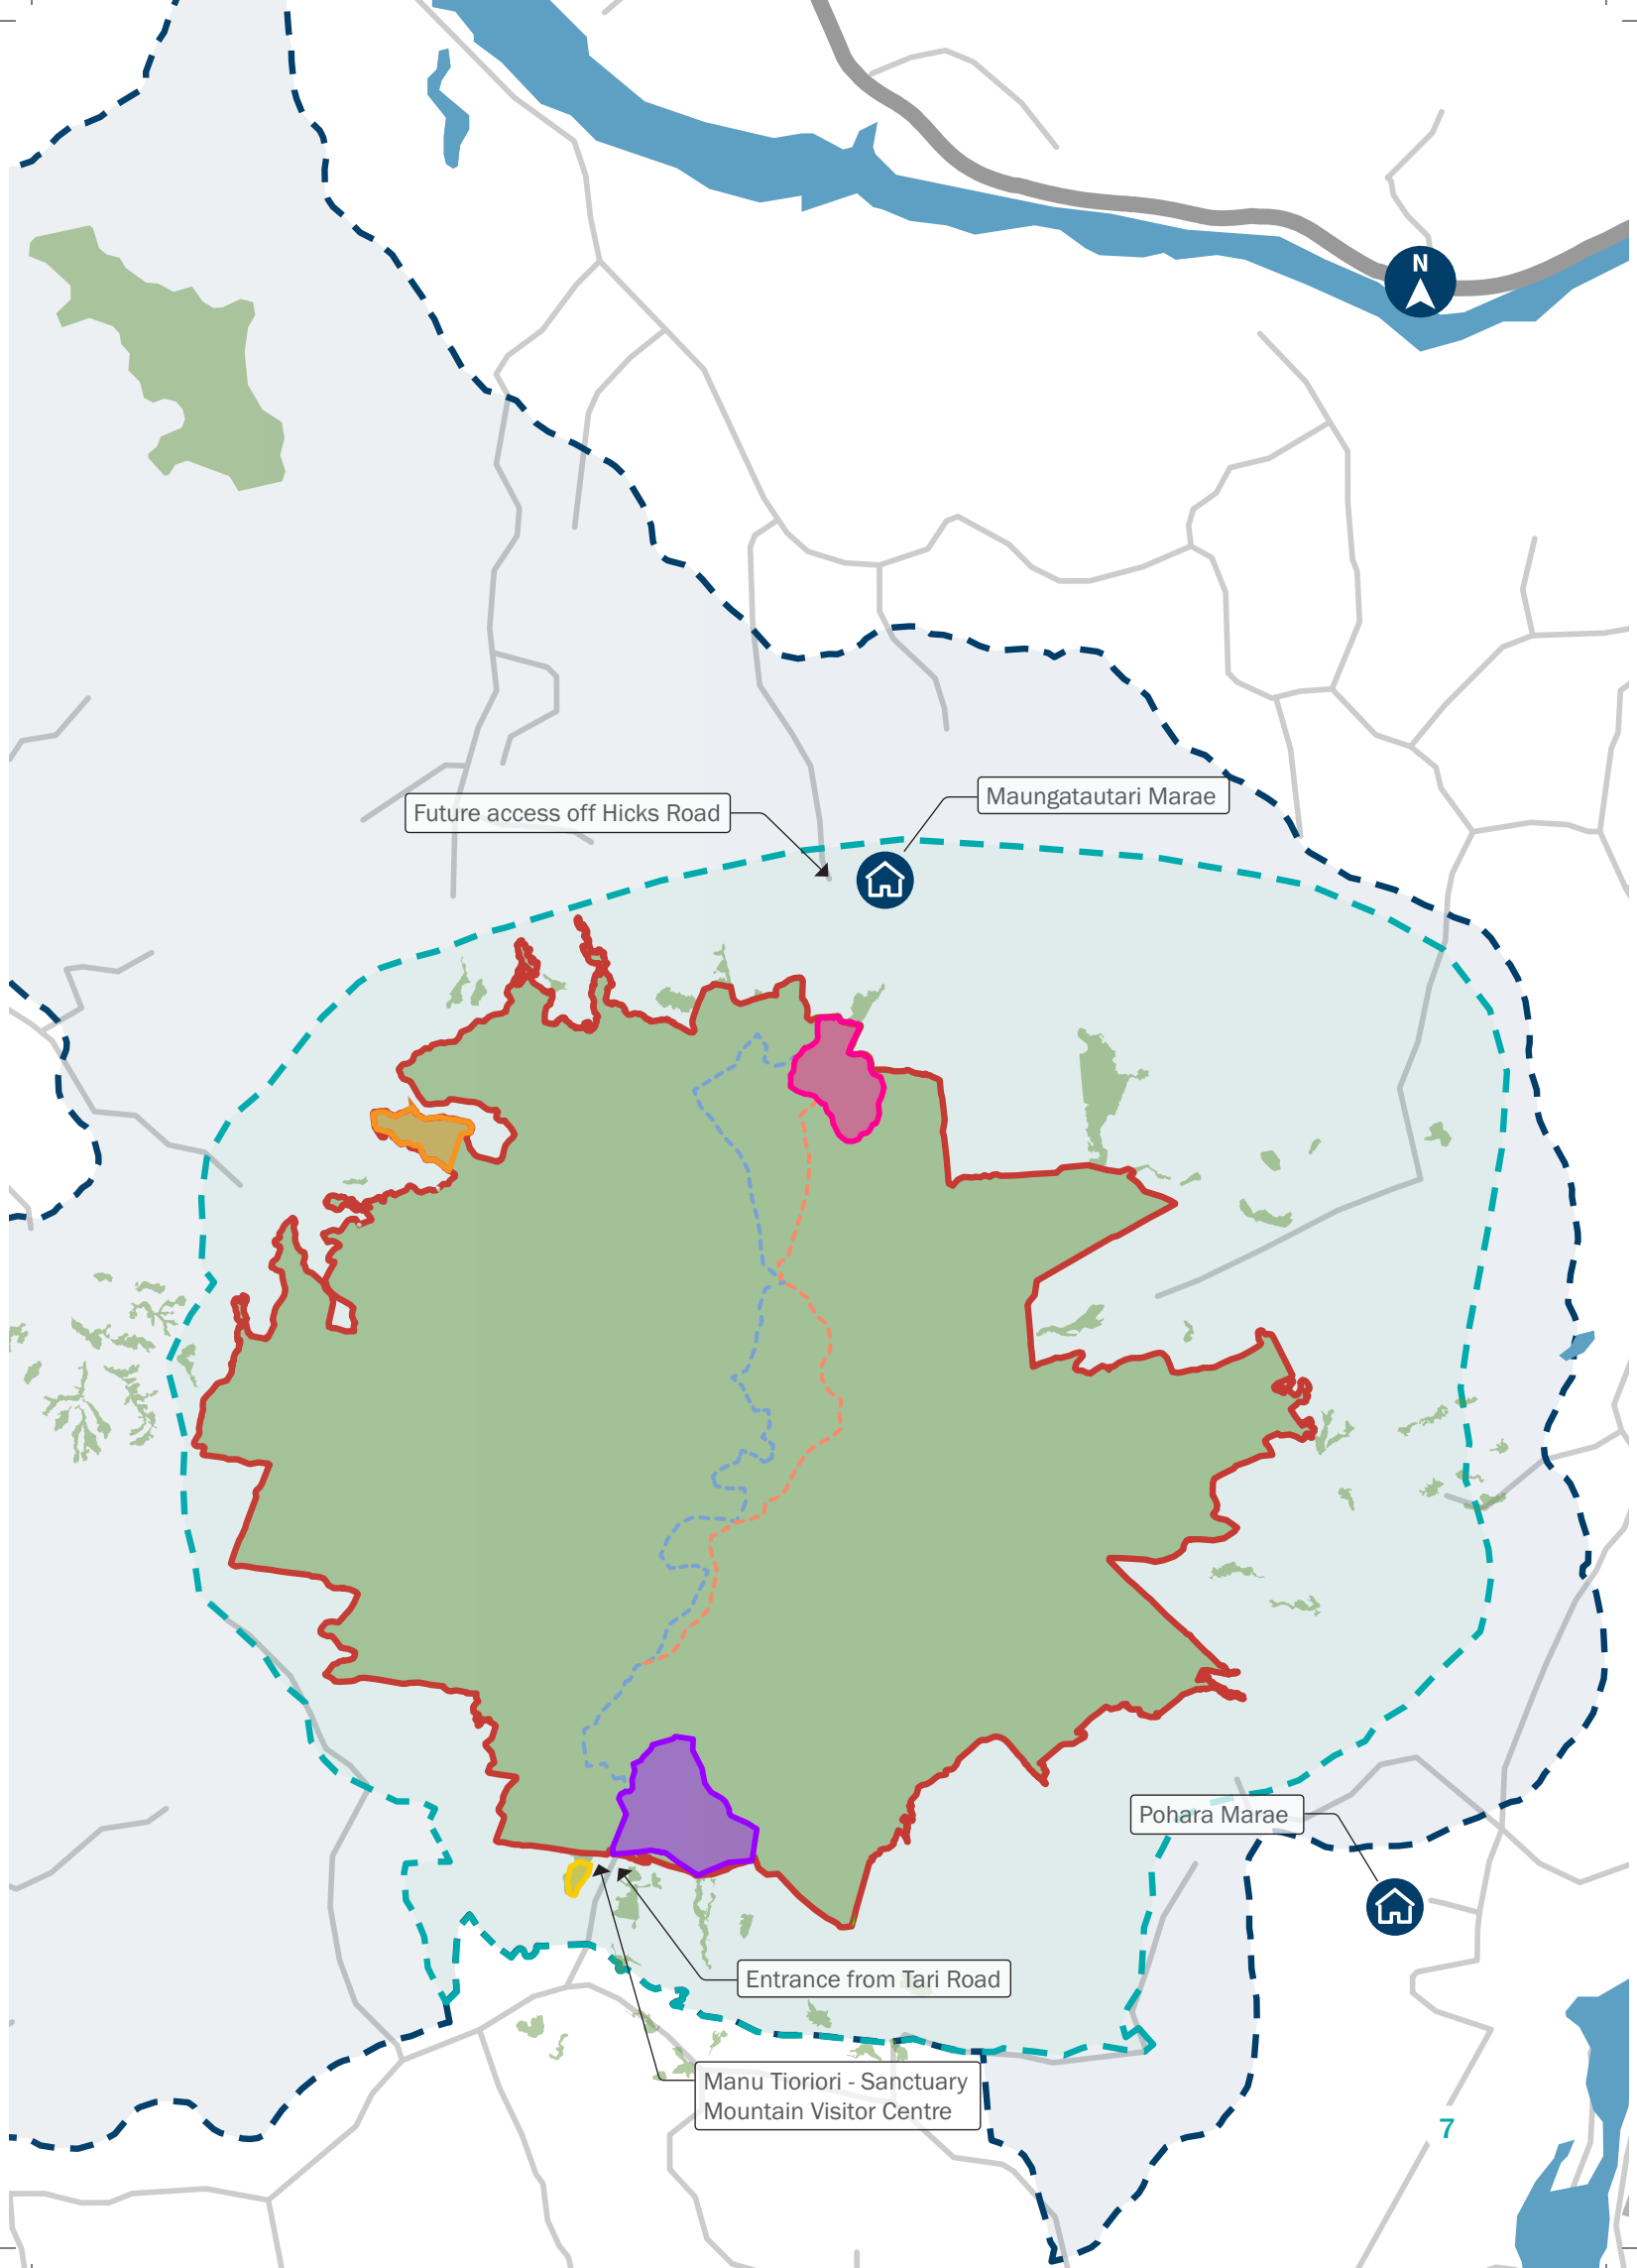 N
Maungatautari Marae
Future access off Hicks Road
Pohara Marae
Entrance from Tari Road
Manu Tioriori - Sanctuary
Mountain Visitor Centre
7